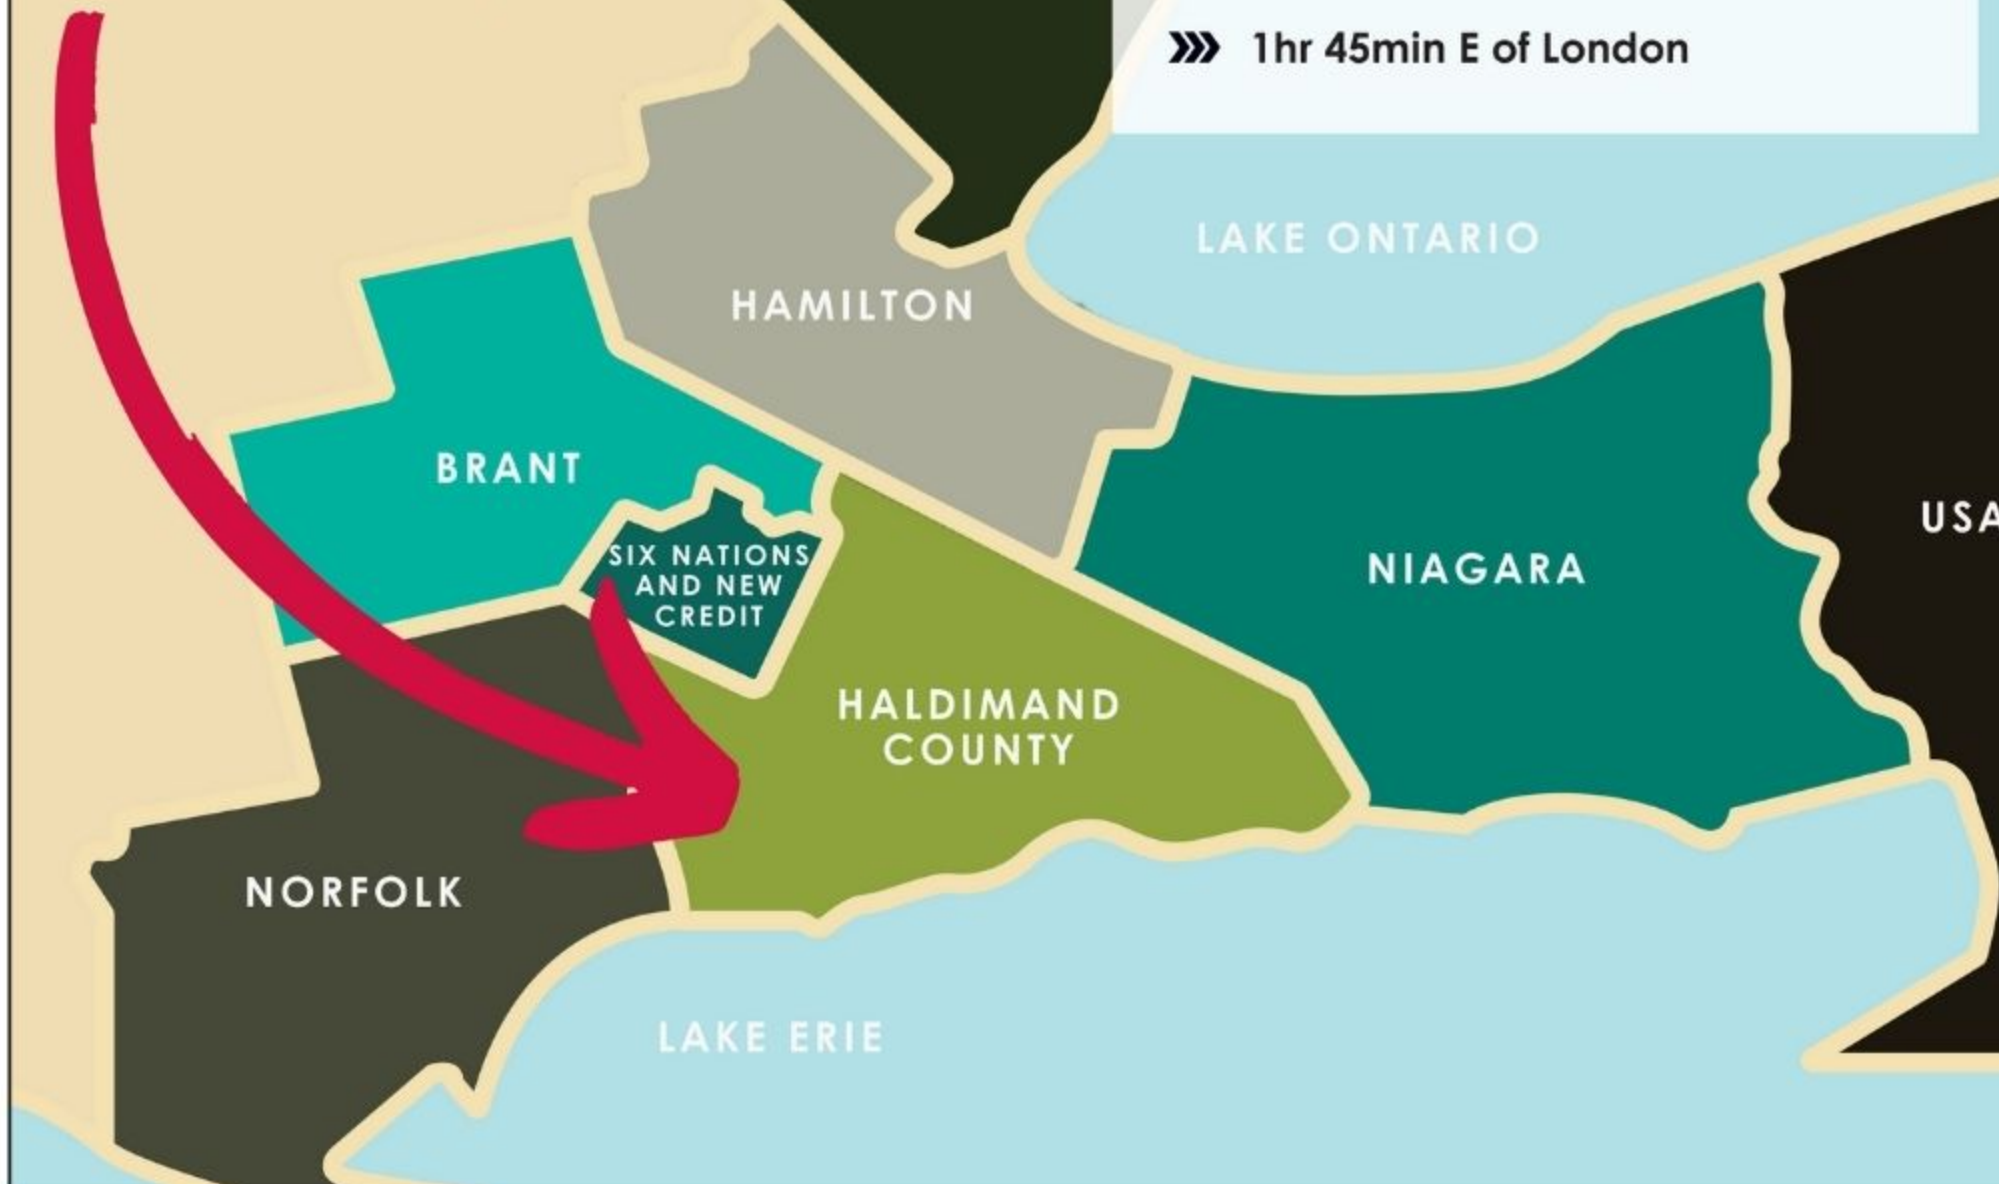 1hr 45min E of London
LAKE ONTARIO
HAMILTON
BRANT
USA
SIX NATIONS
AND NEW
CREDIT
NIAGARA
HALDIMAND
COUNTY
NORFOLK
LAKE ERIE